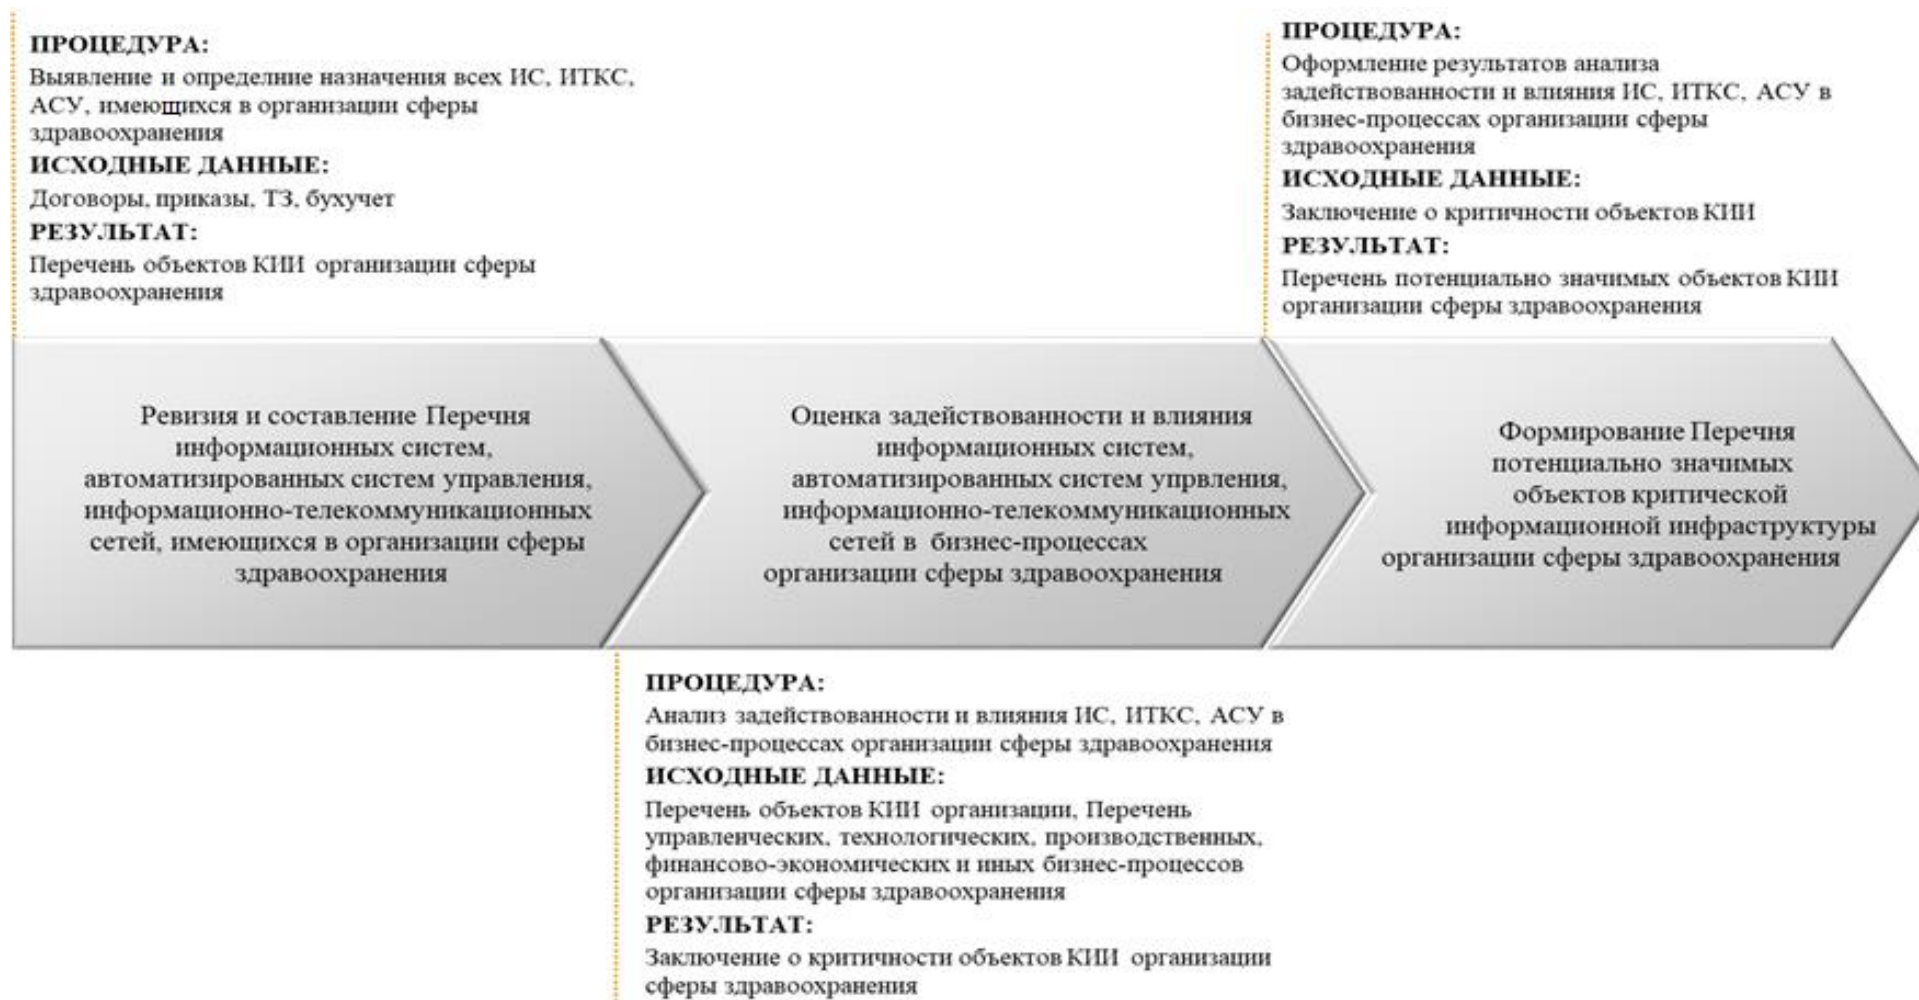 ПРОЦЕДУРА:
Выявление и определние назначения всех ИС, ИТКС,
АСУ, имеющихся в организации сферы
здравоохранения
ИСХОДНЫЕ ДАННЫЕ:
Договоры, приказы, ТЗ, бухучет
РЕЗУЛЬТАТ:
Перечень объектов КИИ организации сферы
здравоохранения
ПРОЦЕДУРА:
Оформление результатов анализа
задействованности и влияния ИС, ИТКС, АСУ в
бизнес-процессах организации сферы
здравоохранения
ИСХОДНЫЕ ДАННЫЕ:
Заключение о критичности объектов КИИ
РЕЗУЛЬТАТ:
Перечень потенциально значимых объектов КИИ
организации сферы здравоохранения
Ревизия и составление Перечня
информационных систем,
автоматизированных систем управления,
информационно-телекоммуникационных
сетей, имеющихся в организации сферы
здравоохранения
Оценка задействованности и влияния
информационных систем,
автоматизированных систем упрвления,
информационно-телекоммуникационных
сетей в бизнес-процессах
организации сферы здравоохранения
Формирование Перечня
потенциально значимых
объектов критической
информационной инфраструктуры
организации сферы здравоохранения
ПРОЦЕДУРА:
Анализ задействованности и влияния ИС, ИТКС, АСУ в
бизнес-процессах организации сферы здравоохранения
ИСХОДНЫЕ ДАННЫЕ:
Перечень объектов КИИ организации, Перечень
управленческих, технологических, производственных,
финансово-экономических и иных бизнес-процессов
организации сферы здравоохранения
РЕЗУЛЬТАТ:
Заключение о критичности объектов КИИ организации
сферы здравоохранения